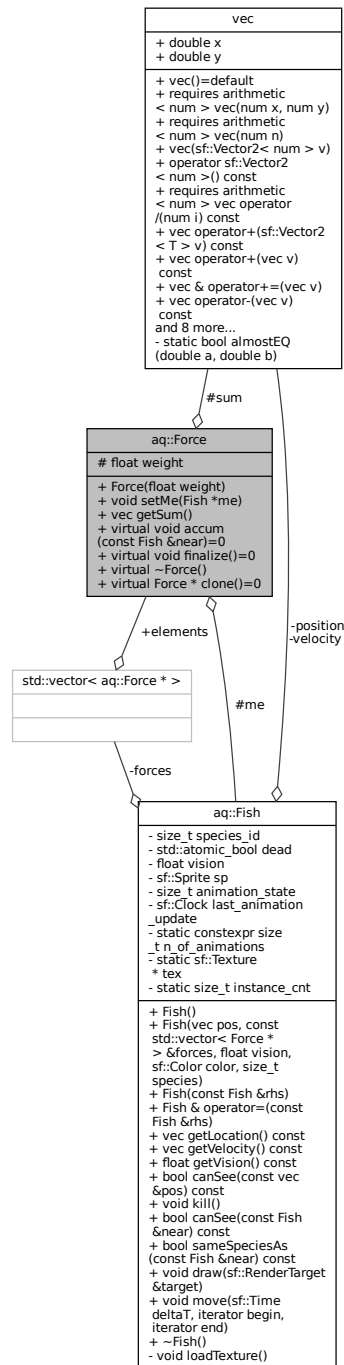 vec
+ double x
+ double y
+ vec()=default
+ requires arithmetic
< num > vec(num x, num y)
+ requires arithmetic
< num > vec(num n)
+ vec(sf::Vector2< num > v)
+ operator sf::Vector2
< num >() const
+ requires arithmetic
< num > vec operator
/(num i) const
+ vec operator+(sf::Vector2
< T > v) const
+ vec operator+(vec v)
const
+ vec & operator+=(vec v)
+ vec operator-(vec v)
const
and 8 more...
- static bool almostEQ
(double a, double b)
#sum
aq::Force
# float weight
+ Force(float weight)
+ void setMe(Fish *me)
+ vec getSum()
+ virtual void accum
(const Fish &near)=0
+ virtual void finalize()=0
+ virtual ~Force()
+ virtual Force * clone()=0
+elements
-position
-velocity
std::vector< aq::Force * >
#me
-forces
aq::Fish
- size_t species_id
- std::atomic_bool dead
- float vision
- sf::Sprite sp
- size_t animation_state
- sf::Clock last_animation
_update
- static constexpr size
_t n_of_animations
- static sf::Texture
* tex
- static size_t instance_cnt
+ Fish()
+ Fish(vec pos, const
std::vector< Force *
> &forces, float vision,
sf::Color color, size_t
species)
+ Fish(const Fish &rhs)
+ Fish & operator=(const
Fish &rhs)
+ vec getLocation() const
+ vec getVelocity() const
+ float getVision() const
+ bool canSee(const vec
&pos) const
+ void kill()
+ bool canSee(const Fish
&near) const
+ bool sameSpeciesAs
(const Fish &near) const
+ void draw(sf::RenderTarget
&target)
+ void move(sf::Time
deltaT, iterator begin,
iterator end)
+ ~Fish()
- void loadTexture()